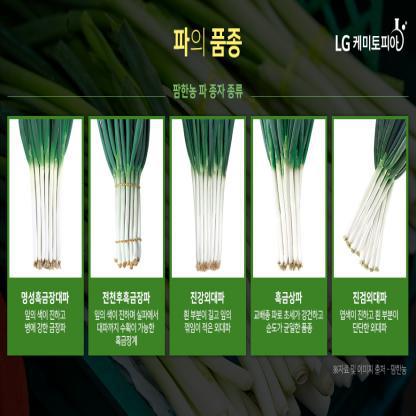 파의 품종
LG 케미토피아
팜한농 파 종자 종류
명성흑금장대파
잎의 색이 진하고
병에 강한 금장파
전천후흑금장파
잎의 색이 진하며 실파에서
대파까지 수확이 가능한
흑금장계
진강외대파
흰 부분이 길고 잎의
꺾임이 적은 외대파
흑금상파
교배종 파로 초세가 강건하고
순도가 균일한 품종
진검외대파
엽색이 진하고 흰 부분이
단단한 외대파
※자료 및 이미지 출처 - 팜한농